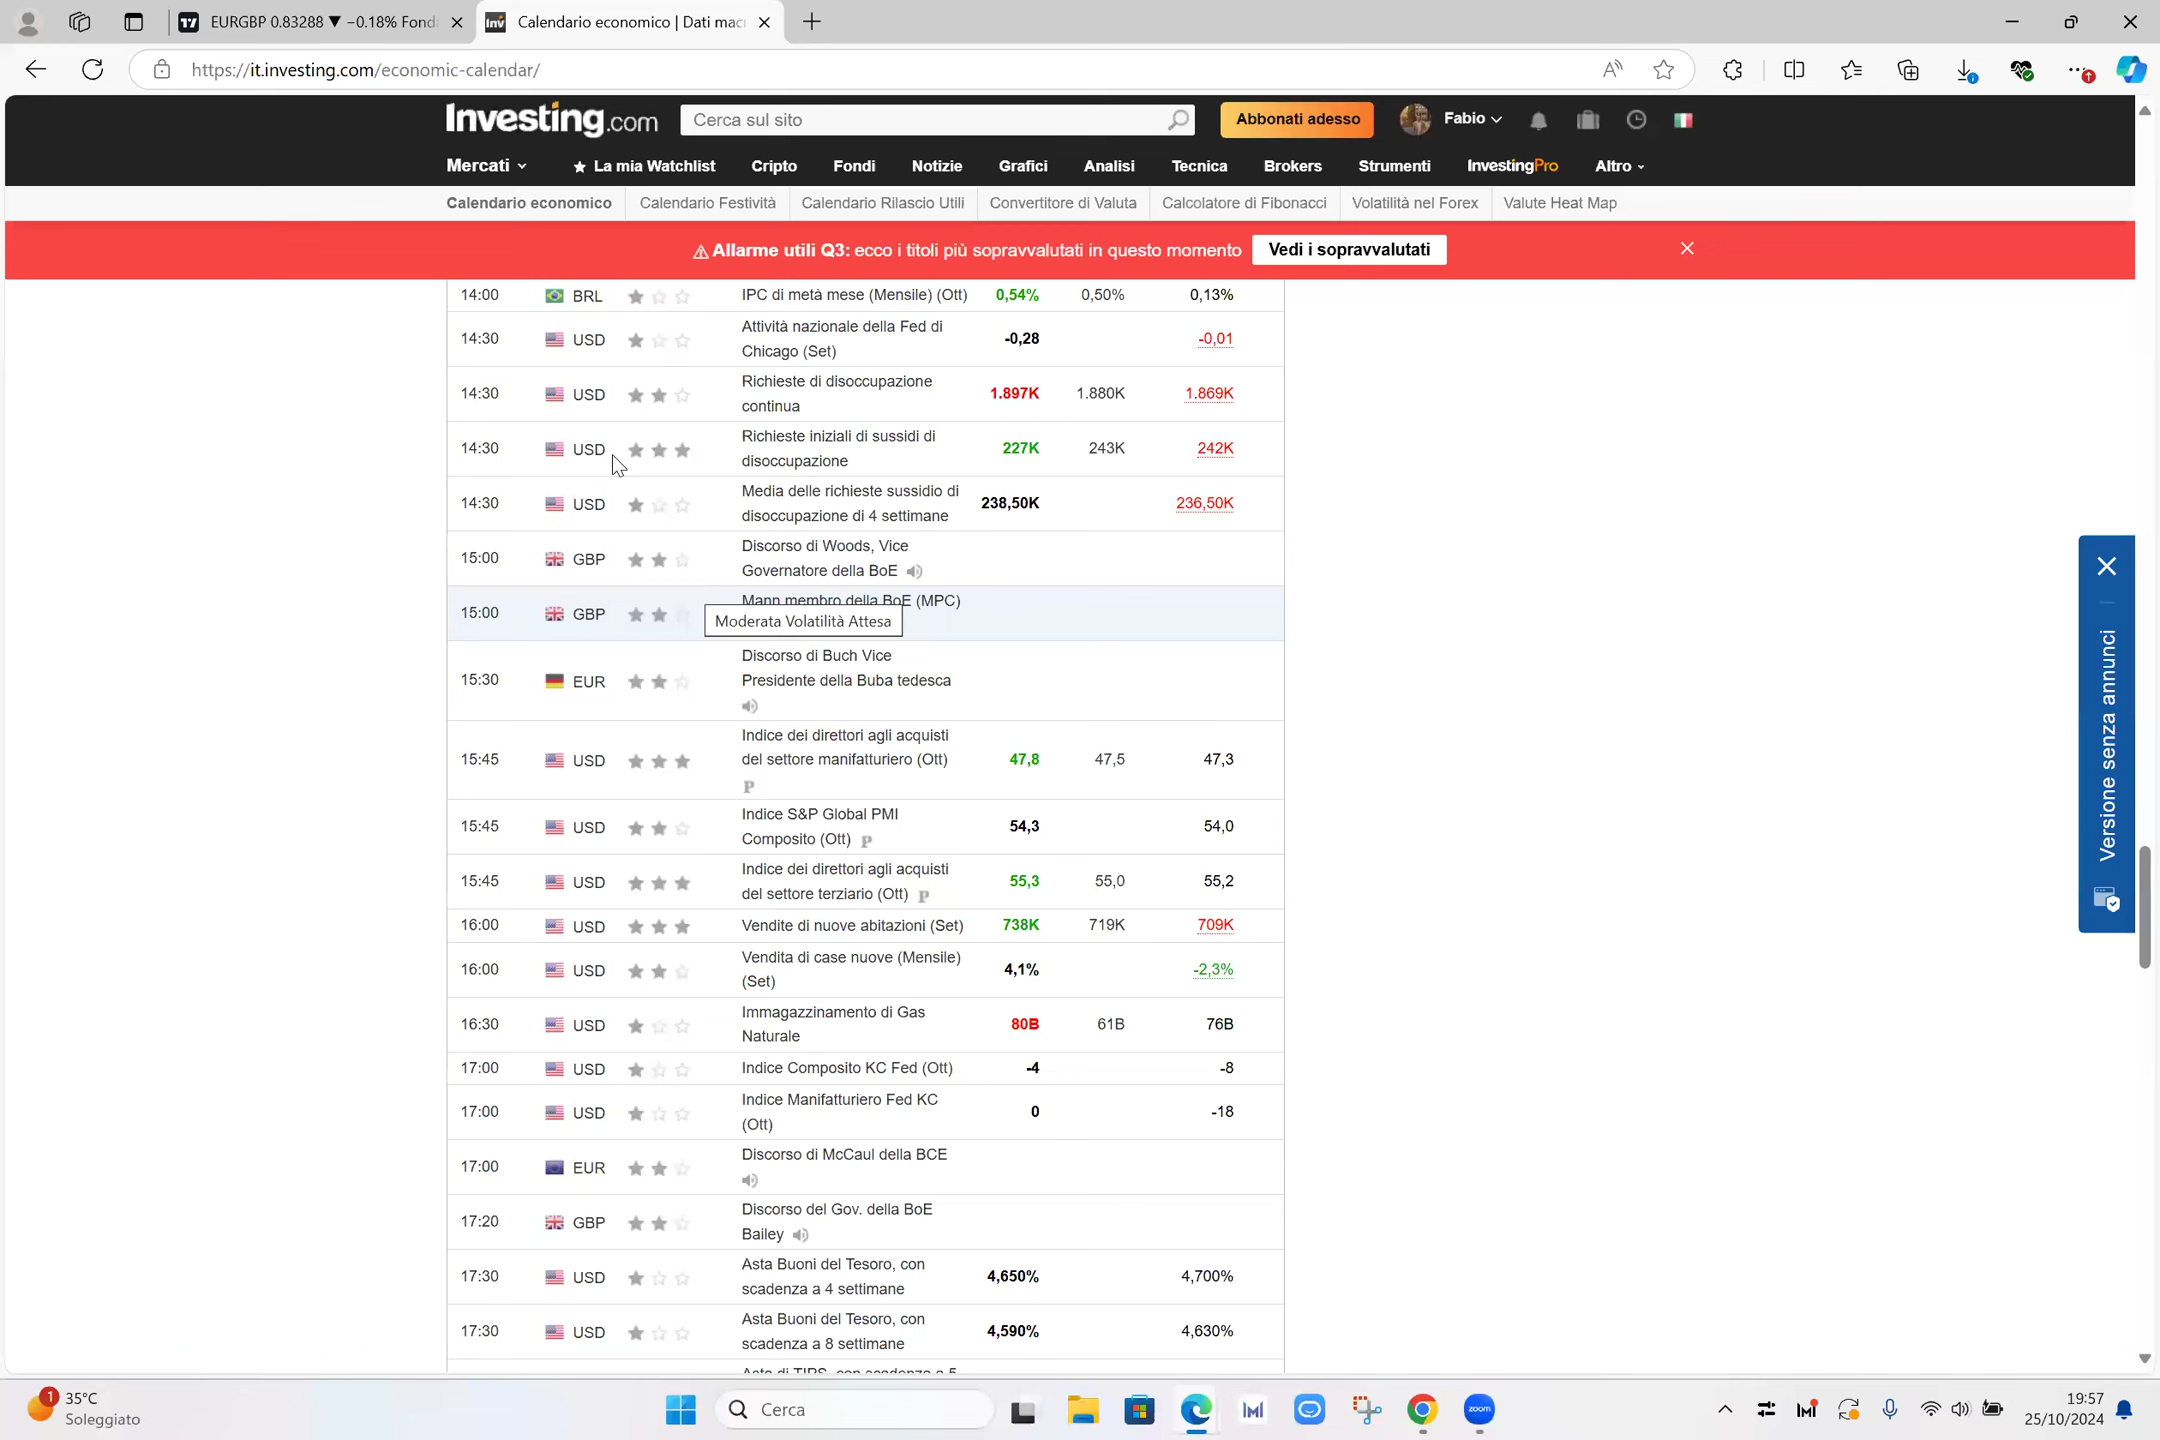 EURGBP 0.83288 ▼ −0.18% Fond
Calendario economico | Dati mac
https://it.investing.com/economic-calendar/
Investing.com
Cerca sul sito
Abbonati adesso
Fabio
Mercati
La mia Watchlist
Cripto
Fondi
Notizie
Grafici
Analisi
Tecnica
Brokers
Strumenti
InvestingPro
Altro
Calendario economico
Calendario Festività
Calendario Rilascio Utili
Convertitore di Valuta
Calcolatore di Fibonacci
Volatilità nel Forex
Valute Heat Map
Allarme utili Q3: ecco i titoli più sopravvalutati in questo momento
Vedi i sopravvalutati
14:00 BRL IPC di metà mese (Mensile) (Ott) 0,54% 0,50% 0,13%
14:30 USD Attività nazionale della Fed di
Chicago (Set) -0,28 -0,01
14:30 USD Richieste di disoccupazione
continua 1.897K 1.880K 1.869K
14:30 USD Richieste iniziali di sussidi di
disoccupazione 227K 243K 242K
14:30 USD Media delle richieste sussidio di
disoccupazione di 4 settimane 238,50K 236,50K
15:00 GBP Discorso di Woods, Vice
Governatore della BoE
15:00 GBP Mann membro della BoE (MPC)
Moderata Volatilità Attesa
15:30 EUR Discorso di Buch Vice
Presidente della Buba tedesca
15:45 USD Indice dei direttori agli acquisti
del settore manifatturiero (Ott) 47,8 47,5 47,3
P
15:45 USD Indice S&P Global PMI
Composito (Ott) P 54,3 54,0
15:45 USD Indice dei direttori agli acquisti
del settore terziario (Ott) P 55,3 55,0 55,2
16:00 USD Vendite di nuove abitazioni (Set) 738K 719K 709K
16:00 USD Vendita di case nuove (Mensile)
(Set) 4,1% -2,3%
16:30 USD Immagazzinamento di Gas
Naturale 80B 61B 76B
17:00 USD Indice Composito KC Fed (Ott) -4 -8
17:00 USD Indice Manifatturiero Fed KC
(Ott) 0 -18
17:00 EUR Discorso di McCaul della BCE
17:20 GBP Discorso del Gov. della BoE
Bailey
17:30 USD Asta Buoni del Tesoro, con
scadenza a 4 settimane 4,650% 4,700%
17:30 USD Asta Buoni del Tesoro, con
scadenza a 8 settimane 4,590% 4,630%
Asta di TIPS, con scadenza a 5
Versione senza annunci
1
35°C
Soleggiato
Cerca
zoom
19:57
25/10/2024